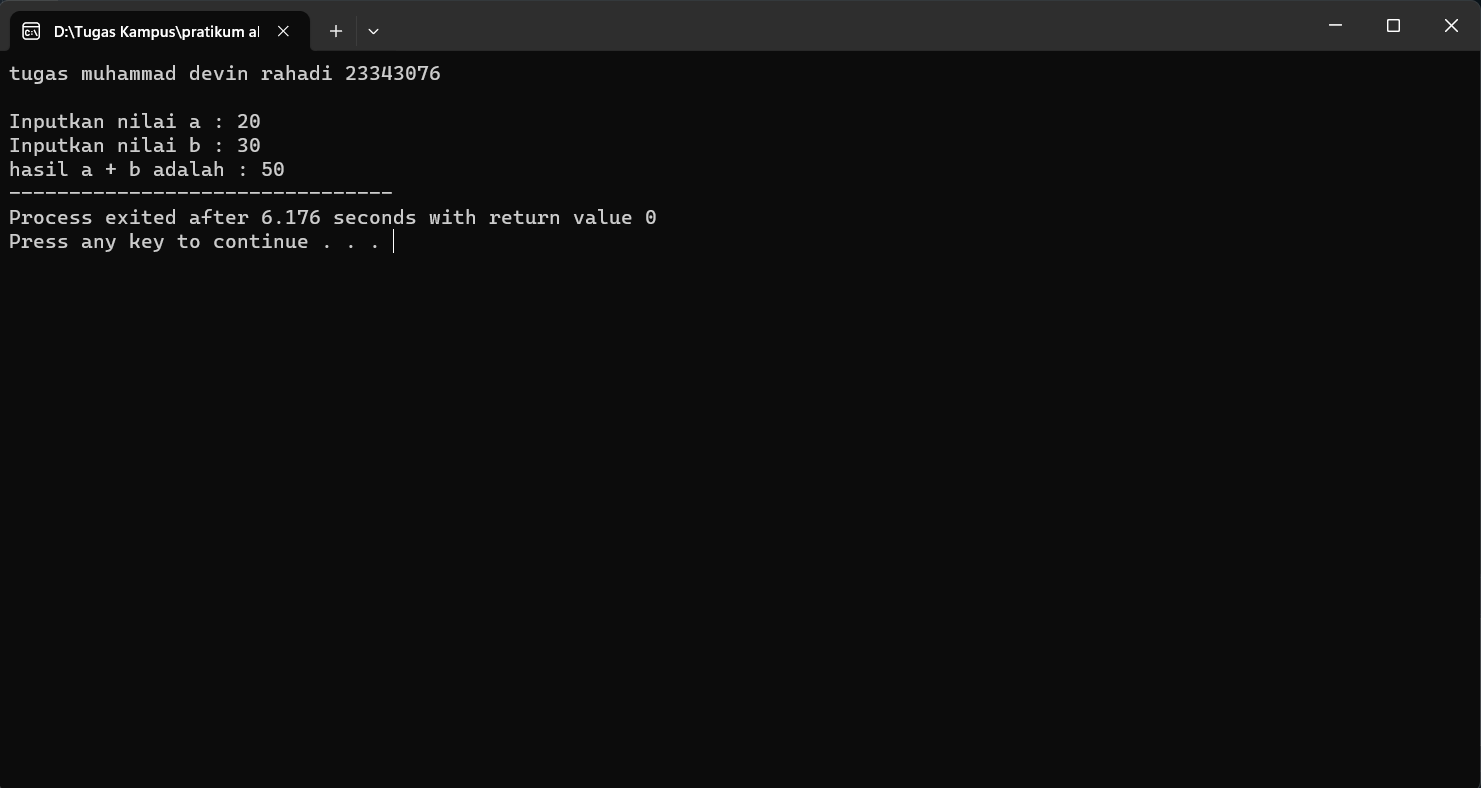 D:\Tugas Kampus\pratikum al
tugas muhammad devin rahadi 23343076
Inputkan nilai a : 20
Inputkan nilai b : 30
hasil a + b adalah : 50
--------------------------------
Process exited after 6.176 seconds with return value 0
Press any key to continue . . .